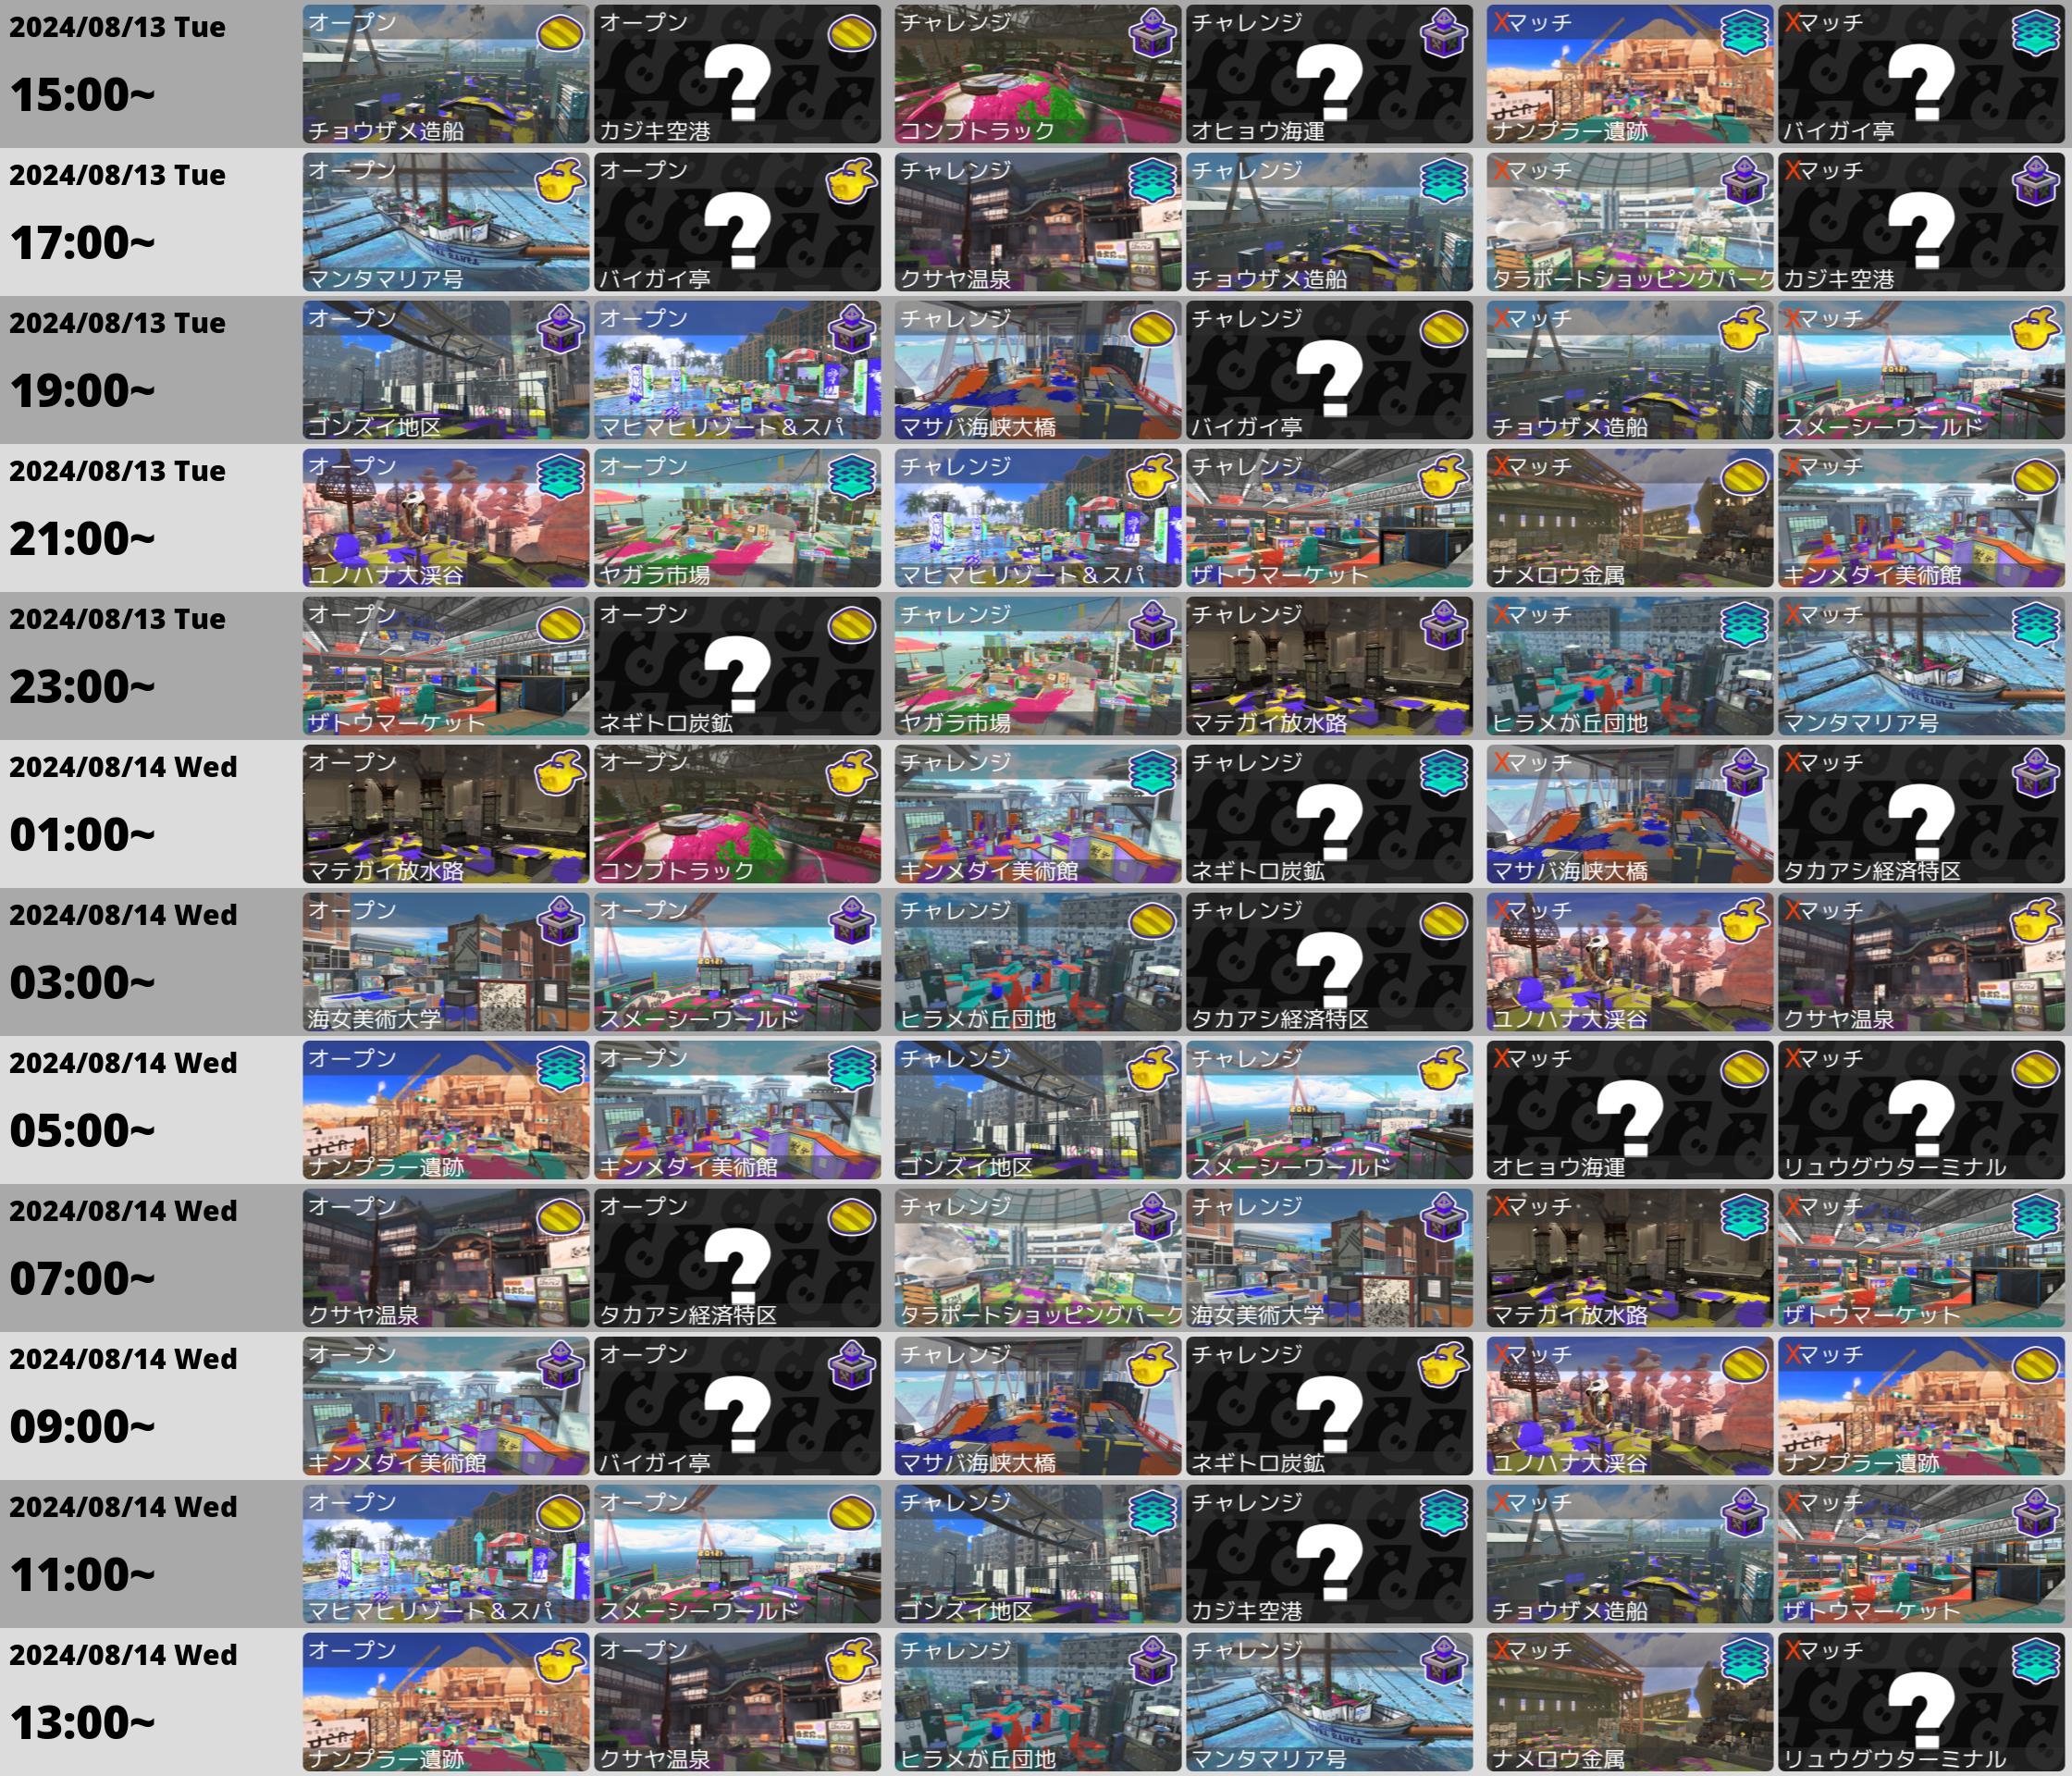 2024/08/13 Tue
15:00~
オープン
チョウザメ造船
オープン
カジキ空港
チャレンジ
コンブトラック
チャレンジ
オヒョウ海運
Xマッチ
ナンプラー遺跡
Xマッチ
バイガイ亭
2024/08/13 Tue
17:00~
オープン
マンタマリア号
オープン
バイガイ亭
チャレンジ
クサヤ温泉
チャレンジ
チョウザメ造船
Xマッチ
タラポートショッピングパーク
Xマッチ
カジキ空港
2024/08/13 Tue
19:00~
オープン
ゴンズイ地区
オープン
マヒマヒリゾート&スパ
チャレンジ
マサバ海峡大橋
チャレンジ
バイガイ亭
Xマッチ
チョウザメ造船
Xマッチ
スメーシーワールド
2024/08/13 Tue
21:00~
オープン
ユノハナ大渓谷
オープン
ヤガラ市場
チャレンジ
マヒマヒリゾート&スパ
チャレンジ
ザトウマーケット
Xマッチ
ナメロウ金属
Xマッチ
キンメダイ美術館
2024/08/13 Tue
23:00~
オープン
ザトウマーケット
オープン
ネギトロ炭鉱
チャレンジ
ヤガラ市場
チャレンジ
マテガイ放水路
Xマッチ
ヒラメが丘団地
Xマッチ
マンタマリア号
2024/08/14 Wed
01:00~
オープン
マテガイ放水路
オープン
コンブトラック
チャレンジ
キンメダイ美術館
チャレンジ
ネギトロ炭鉱
Xマッチ
マサバ海峡大橋
Xマッチ
タカアシ経済特区
2024/08/14 Wed
03:00~
オープン
海女美術大学
オープン
スメーシーワールド
チャレンジ
ヒラメが丘団地
チャレンジ
タカアシ経済特区
Xマッチ
ユノハナ大渓谷
Xマッチ
クサヤ温泉
2024/08/14 Wed
05:00~
オープン
ナンプラー遺跡
オープン
キンメダイ美術館
チャレンジ
ゴンズイ地区
チャレンジ
スメーシーワールド
Xマッチ
オヒョウ海運
Xマッチ
リュウグウターミナル
2024/08/14 Wed
07:00~
オープン
クサヤ温泉
オープン
タカアシ経済特区
チャレンジ
タラポートショッピングパーク
チャレンジ
海女美術大学
Xマッチ
マテガイ放水路
Xマッチ
ザトウマーケット
2024/08/14 Wed
09:00~
オープン
キンメダイ美術館
オープン
バイガイ亭
チャレンジ
マサバ海峡大橋
チャレンジ
ネギトロ炭鉱
Xマッチ
ユノハナ大渓谷
Xマッチ
ナンプラー遺跡
2024/08/14 Wed
11:00~
オープン
マヒマヒリゾート&スパ
オープン
スメーシーワールド
チャレンジ
ゴンズイ地区
チャレンジ
カジキ空港
Xマッチ
チョウザメ造船
Xマッチ
ザトウマーケット
2024/08/14 Wed
13:00~
オープン
ナンプラー遺跡
オープン
クサヤ温泉
チャレンジ
ヒラメが丘団地
チャレンジ
マンタマリア号
Xマッチ
ナメロウ金属
Xマッチ
リュウグウターミナル